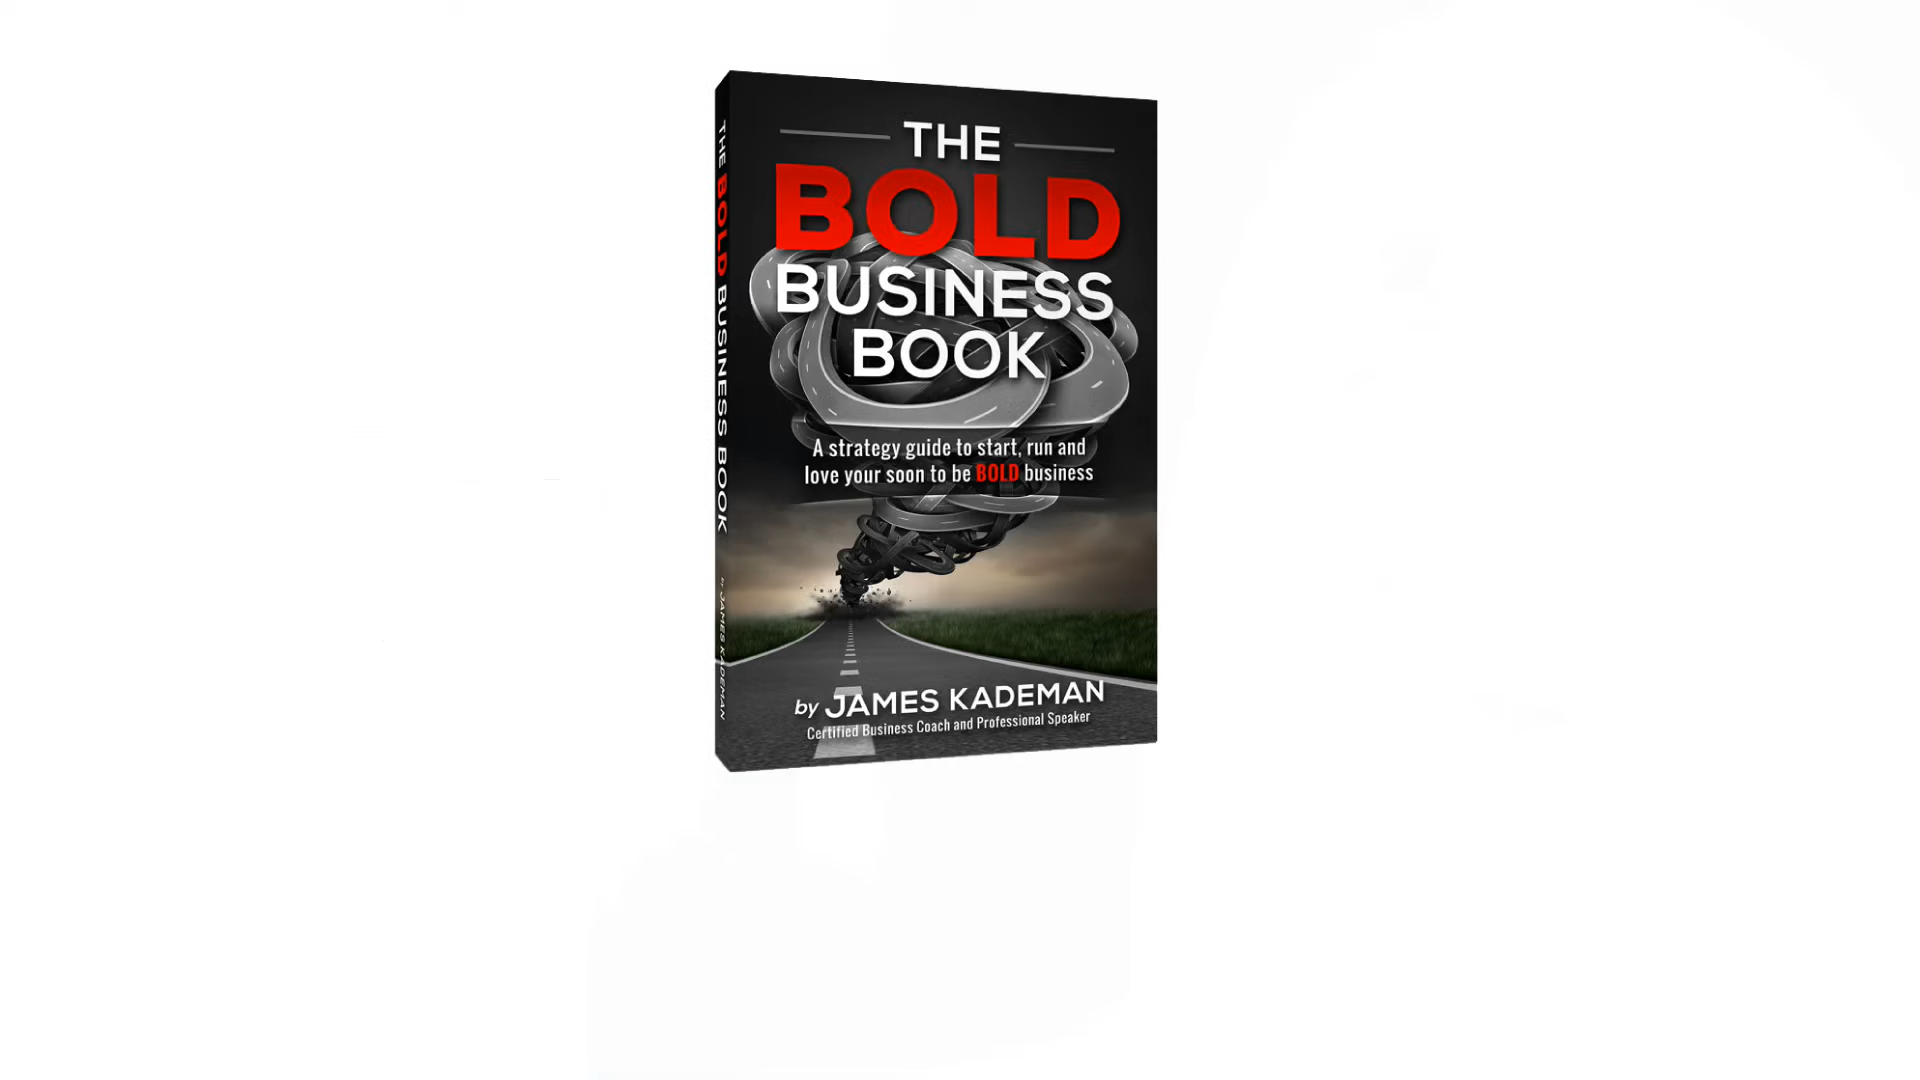 THE
BOLD
BUSINESS
BOOK
A strategy guide to start, run and
love your soon to be BOLD business
by JAMES KADEMAN
Certified Business Coach and Professional Speaker
THE BOLD BUSINESS BOOK
BY JAMES KADEMAN